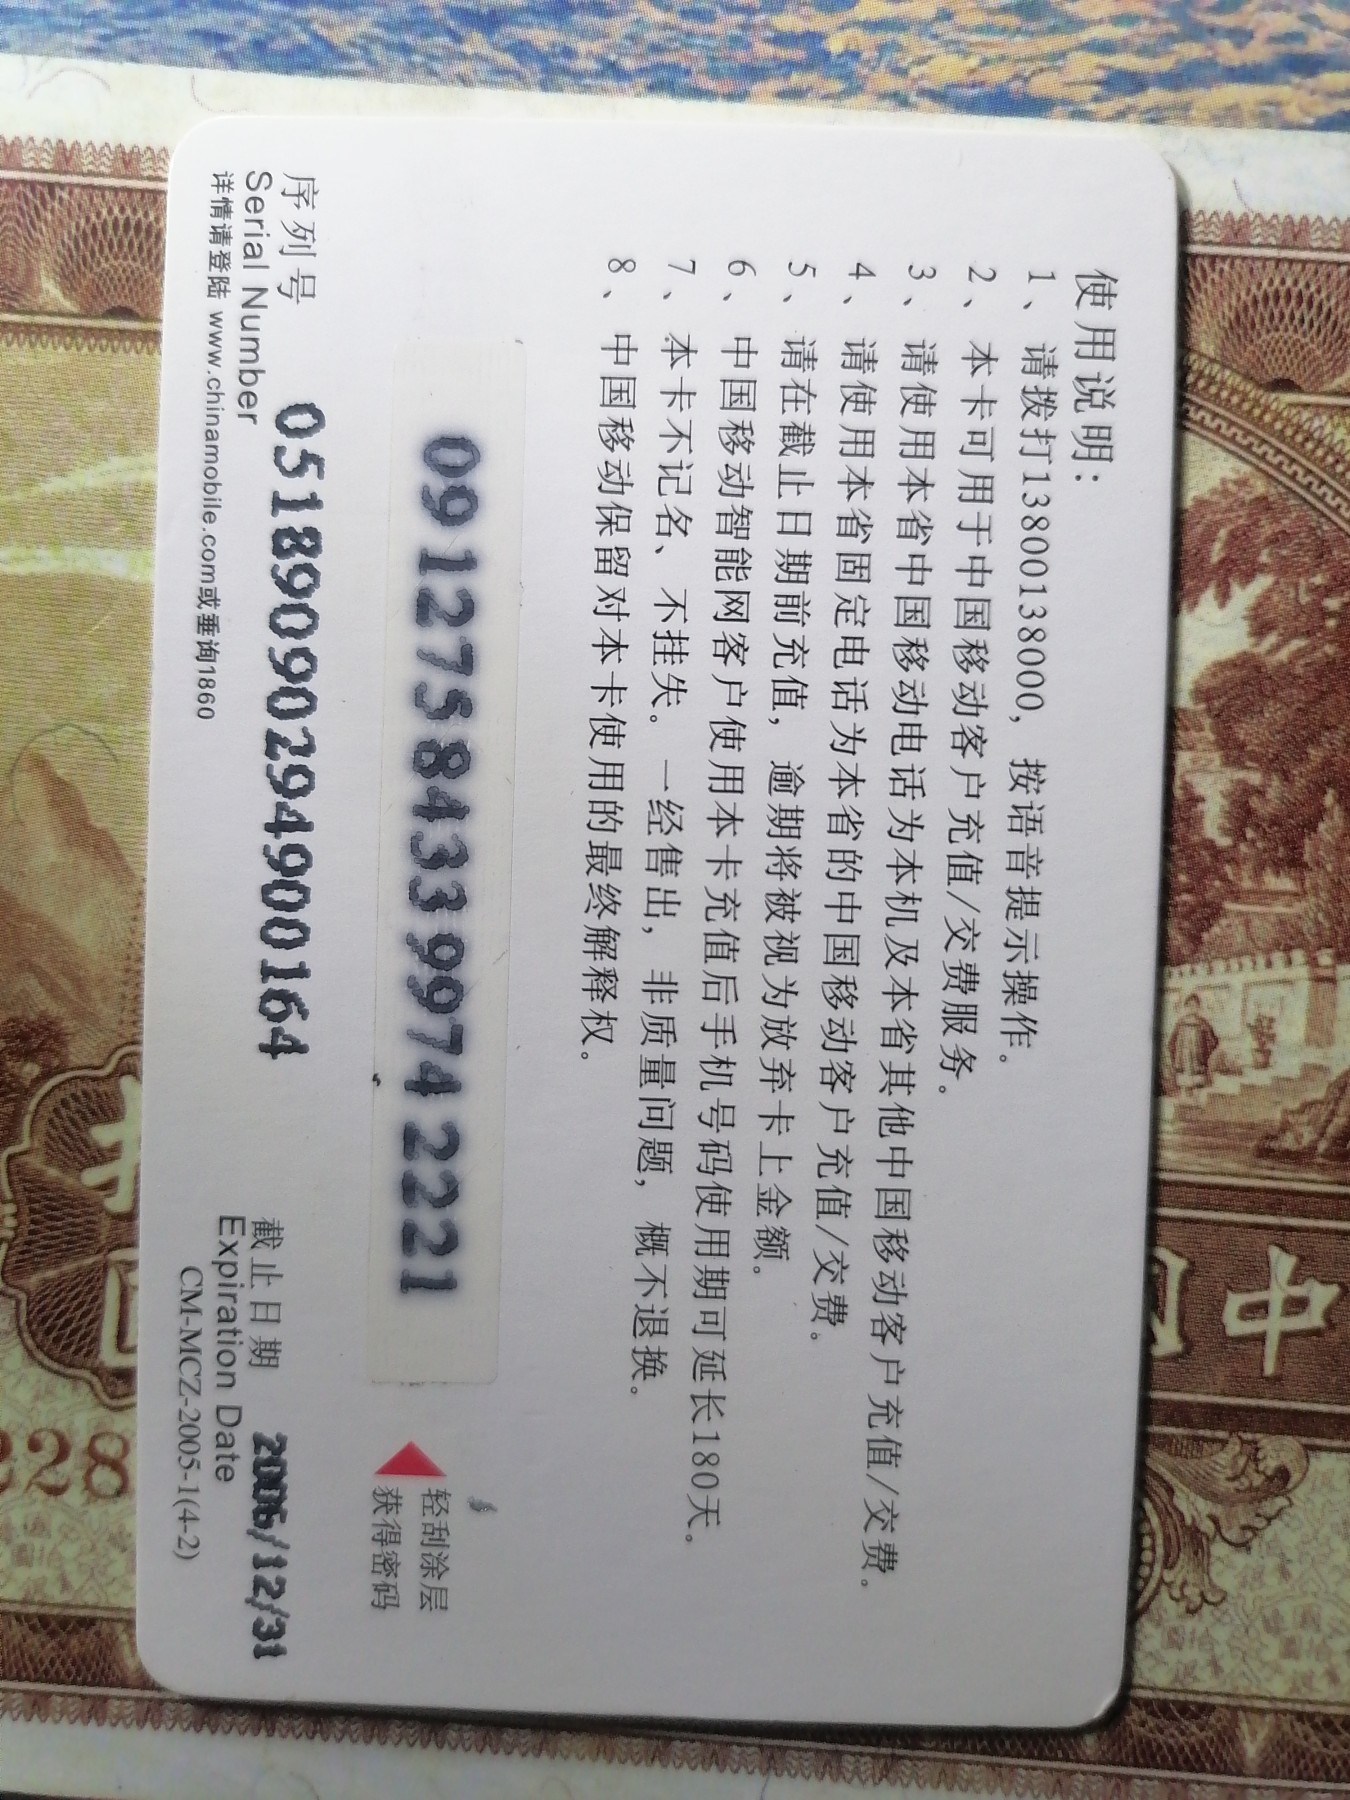 使用说明：
1、请拨打13800138000，按语音提示操作。
2、本卡可用于中国移动客户充值/交费服务。
3、请使用本省中国移动电话为本机及本省其他中国移动客户充值/交费。
4、请使用本省固定电话为本省的中国移动客户充值/交费。
5、请在截止日期前充值，逾期将被视为放弃卡上金额。
6、中国移动智能网客户使用本卡充值后手机号码使用期可延长180天。
7、本卡不记名、不挂失。一经售出，非质量问题，概不退换。
8、中国移动保留对本卡使用的最终解释权。
09 1275 8433 9974 2221
轻刮涂层
获得密码
序列号 05189090294900164
Serial Number
截止日期 2006/12/31
Expiration Date
详情请登陆 www.chinamobile.com或垂询1860
CM-MCZ-2005-1(4-2)
中
228